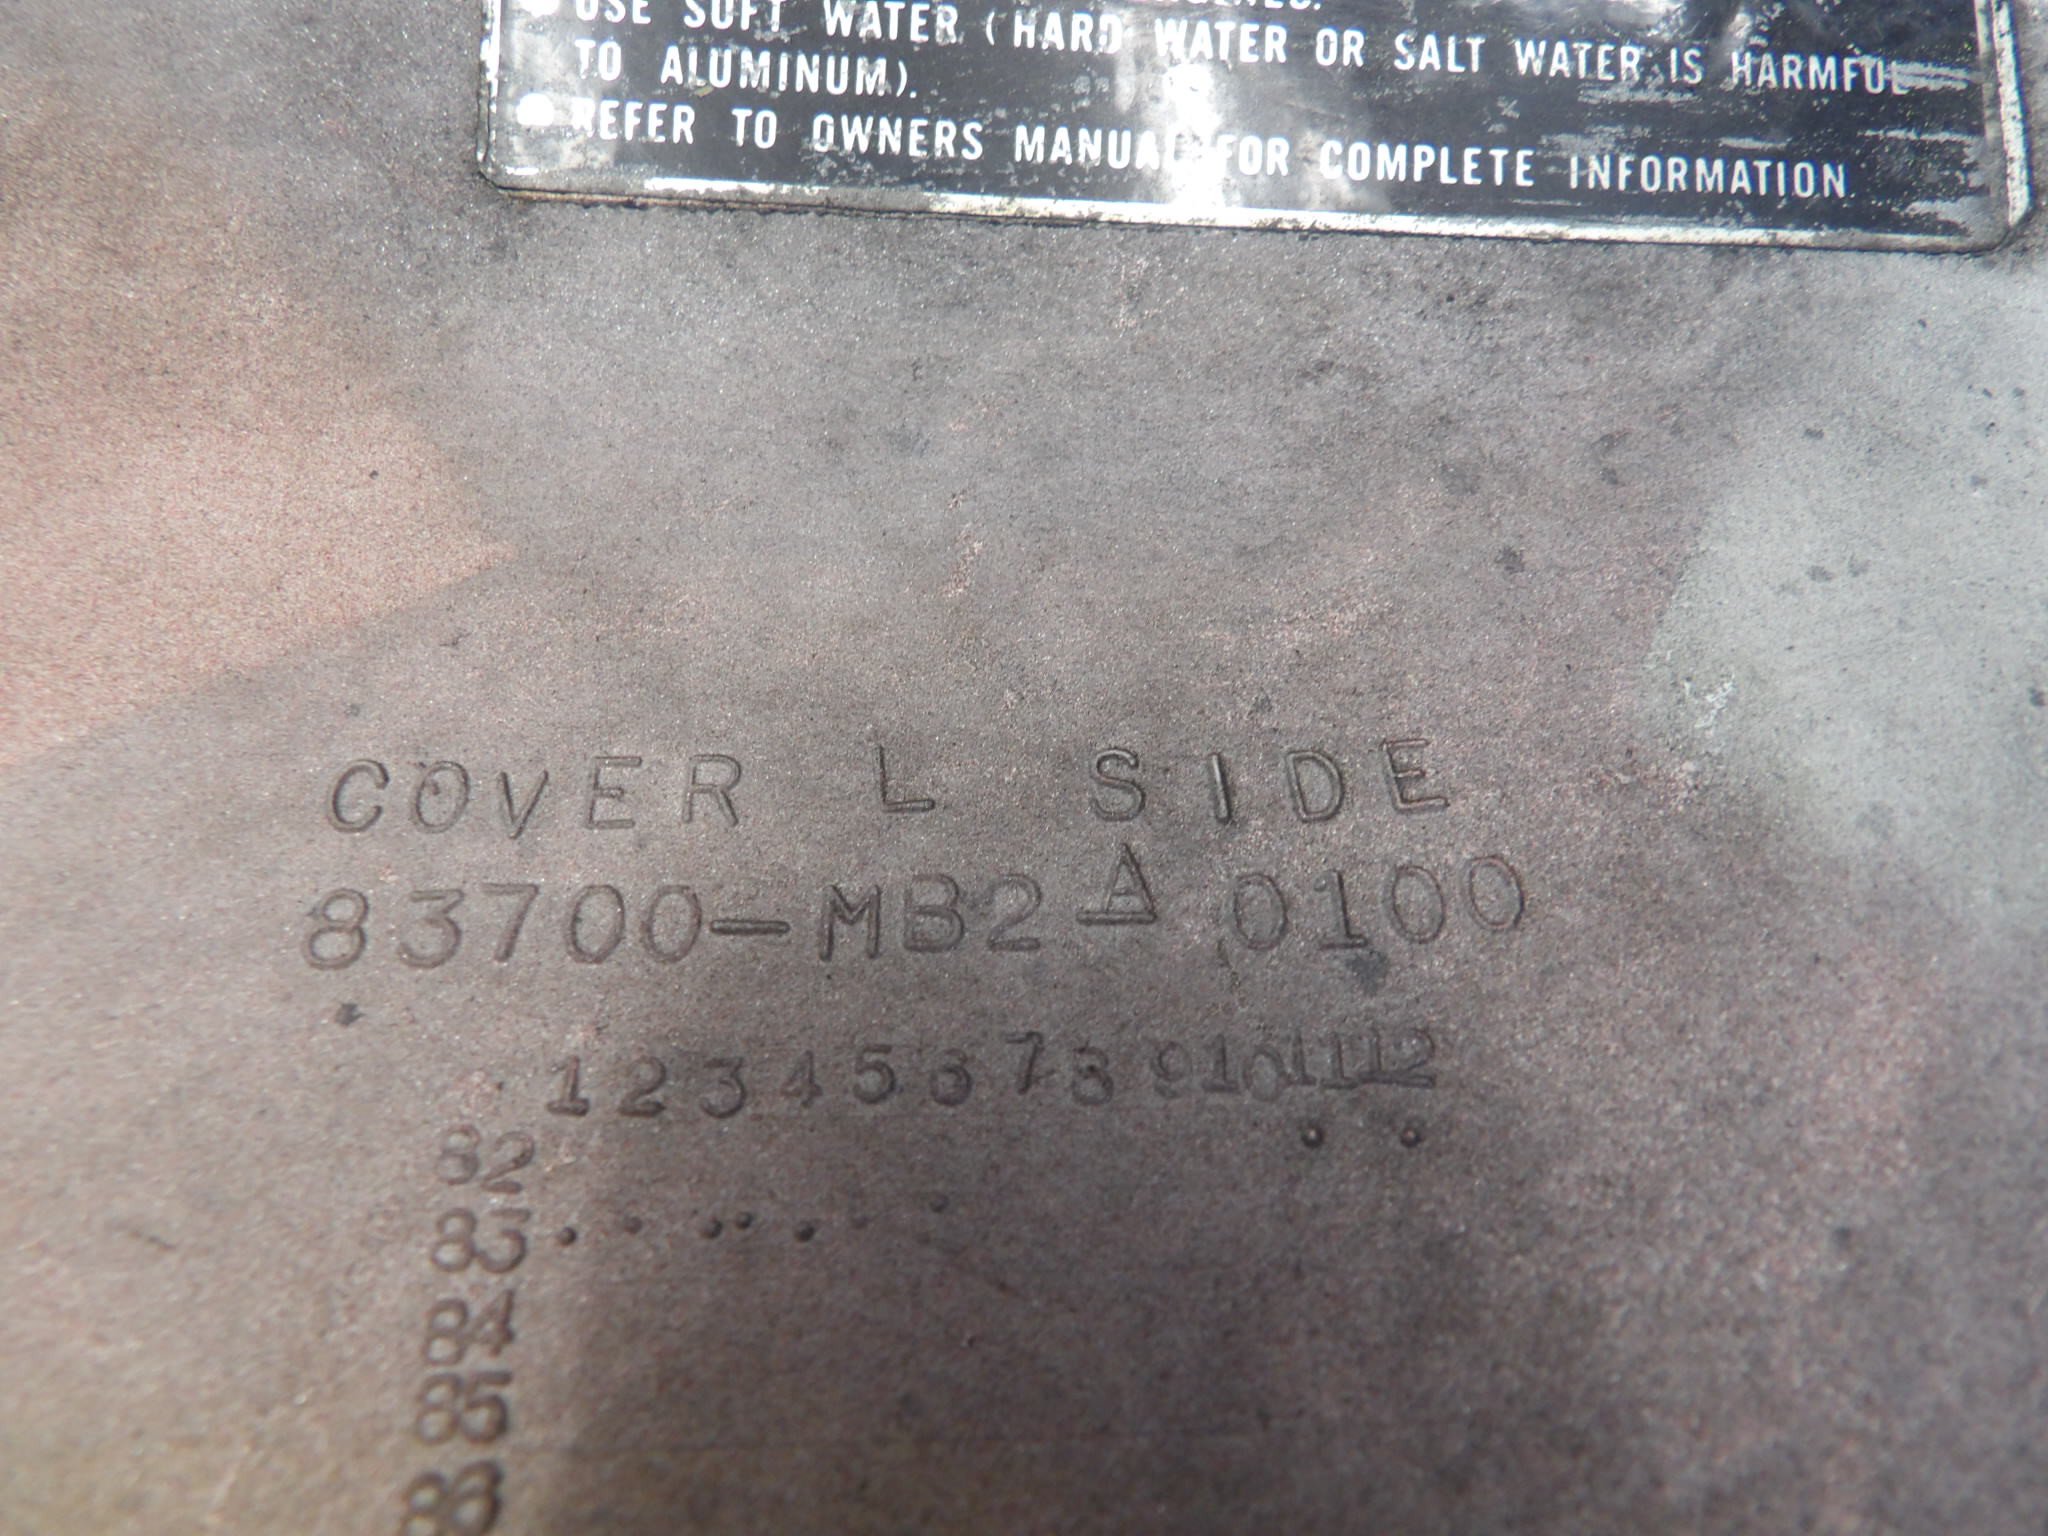 ● USE SOFT WATER (HARD WATER OR SALT WATER IS HARMFUL
TO ALUMINUM).
● REFER TO OWNERS MANUAL FOR COMPLETE INFORMATION.
COVER L SIDE
83700-MB2A-0100
1 2 3 4 5 6 7 8 9 10 11 12
82
83
84
85
86